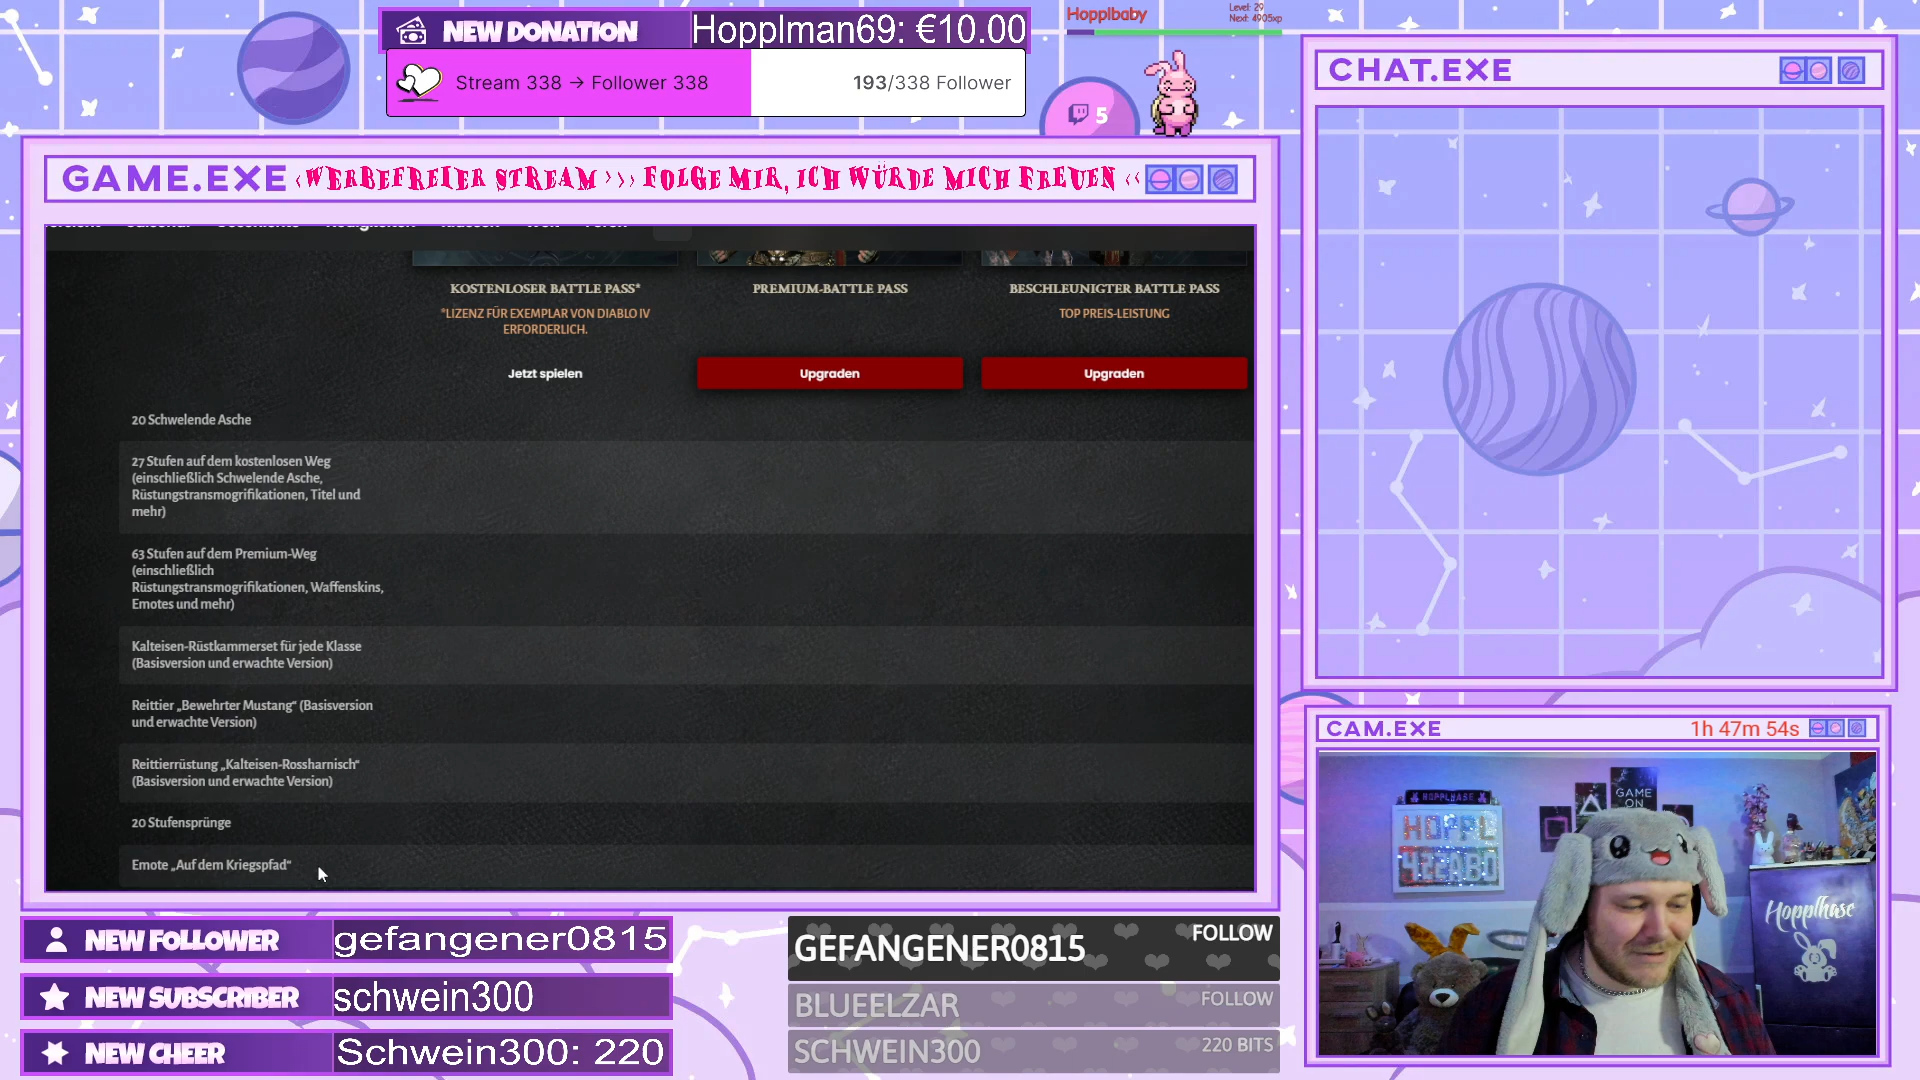 NEW DONATION
Hopplman69: €10.00
Stream 338 → Follower 338
193/338 Follower
Hopplbaby
Level: 29
Next: 4905xp
5
CHAT.EXE
GAME.EXE
WERBEFREIER STREAM >>> FOLGE MIR, ICH WÜRDE MICH FREUEN <<
KOSTENLOSER BATTLE PASS*
*LIZENZ FÜR EXEMPLAR VON DIABLO IV
ERFORDERLICH.
Jetzt spielen
PREMIUM-BATTLE PASS
Upgraden
BESCHLEUNIGTER BATTLE PASS
TOP PREIS-LEISTUNG
Upgraden
20 Schwelende Asche
27 Stufen auf dem kostenlosen Weg
(einschließlich Schwelende Asche,
Rüstungstransmogrifikationen, Titel und
mehr)
63 Stufen auf dem Premium-Weg
(einschließlich
Rüstungstransmogrifikationen, Waffenskins,
Emotes und mehr)
Kalteisen-Rüstkammerset für jede Klasse
(Basisversion und erwachte Version)
Reittier „Bewehrter Mustang“ (Basisversion
und erwachte Version)
Reittierrüstung „Kalteisen-Rossharnisch“
(Basisversion und erwachte Version)
20 Stufensprünge
Emote „Auf dem Kriegspfad“
CAM.EXE
1h 47m 54s
HOPPLHASE
GAME
ON
HOPPL
Hopplhase
NEW FOLLOWER
gefangener0815
NEW SUBSCRIBER
schwein300
NEW CHEER
Schwein300: 220
GEFANGENER0815
FOLLOW
BLUEELZAR
FOLLOW
SCHWEIN300
220 BITS